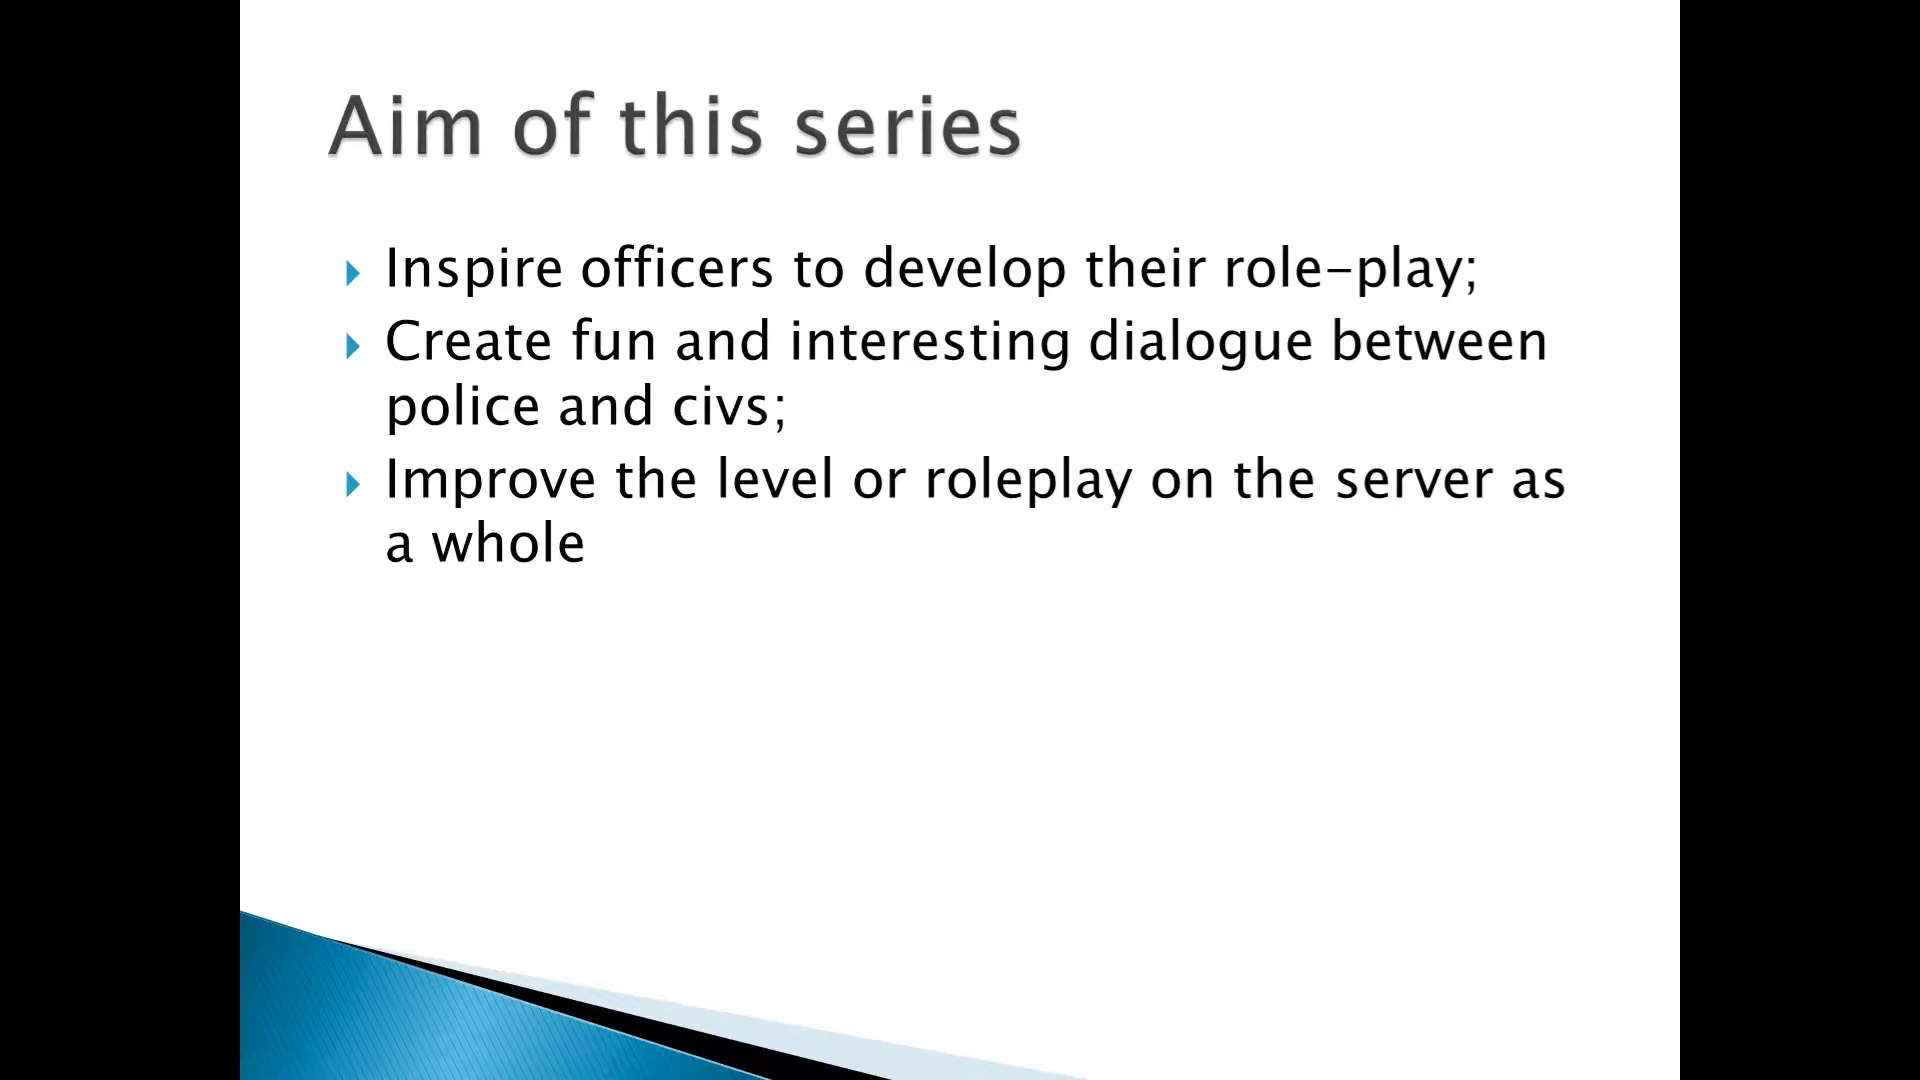 Aim of this series
Inspire officers to develop their role-play;
Create fun and interesting dialogue between
police and civs;
Improve the level or roleplay on the server as
a whole